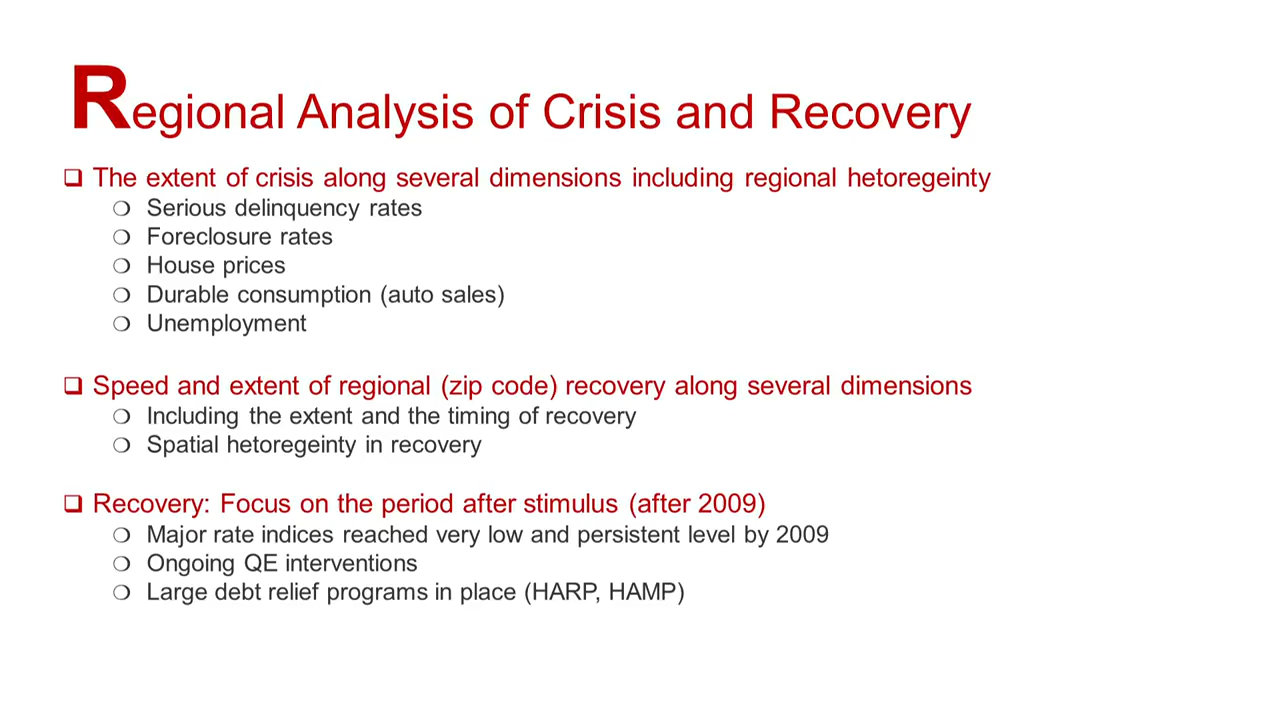 Regional Analysis of Crisis and Recovery
❑ The extent of crisis along several dimensions including regional hetoregeinty
❍ Serious delinquency rates
❍ Foreclosure rates
❍ House prices
❍ Durable consumption (auto sales)
❍ Unemployment
❑ Speed and extent of regional (zip code) recovery along several dimensions
❍ Including the extent and the timing of recovery
❍ Spatial hetoregeinty in recovery
❑ Recovery: Focus on the period after stimulus (after 2009)
❍ Major rate indices reached very low and persistent level by 2009
❍ Ongoing QE interventions
❍ Large debt relief programs in place (HARP, HAMP)